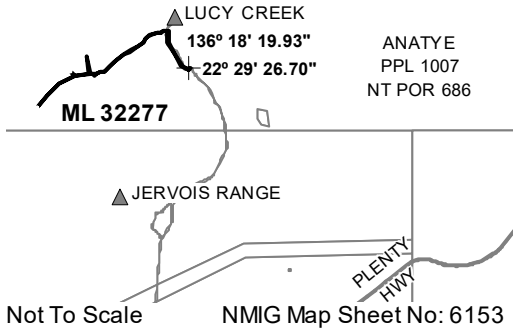 LUCY CREEK
136º 18' 19.93"
22º 29' 26.70"
ANATYE
PPL 1007
NT POR 686
ML 32277
JERVOIS RANGE
PLENTY
HWY
Not To Scale
NMIG Map Sheet No: 6153